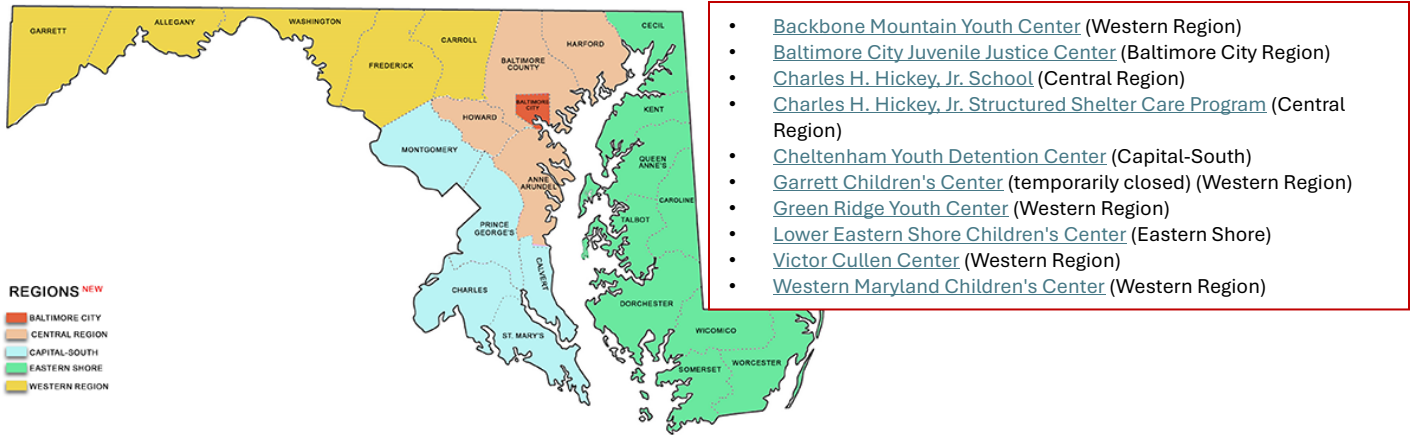 GARRETT
ALLEGANY
WASHINGTON
FREDERICK
CARROLL
BALTIMORE
COUNTY
HARFORD
CECIL
BALTIMORE
CITY
HOWARD
KENT
MONTGOMERY
QUEEN
ANNE'S
ANNE
ARUNDEL
CAROLINE
TALBOT
PRINCE
GEORGE'S
CALVERT
CHARLES
ST. MARY'S
DORCHESTER
WICOMICO
SOMERSET
WORCESTER
REGIONS NEW
BALTIMORE CITY
CENTRAL REGION
CAPITAL-SOUTH
EASTERN SHORE
WESTERN REGION
• Backbone Mountain Youth Center (Western Region)
• Baltimore City Juvenile Justice Center (Baltimore City Region)
• Charles H. Hickey, Jr. School (Central Region)
• Charles H. Hickey, Jr. Structured Shelter Care Program (Central
Region)
• Cheltenham Youth Detention Center (Capital-South)
• Garrett Children's Center (temporarily closed) (Western Region)
• Green Ridge Youth Center (Western Region)
• Lower Eastern Shore Children's Center (Eastern Shore)
• Victor Cullen Center (Western Region)
• Western Maryland Children's Center (Western Region)